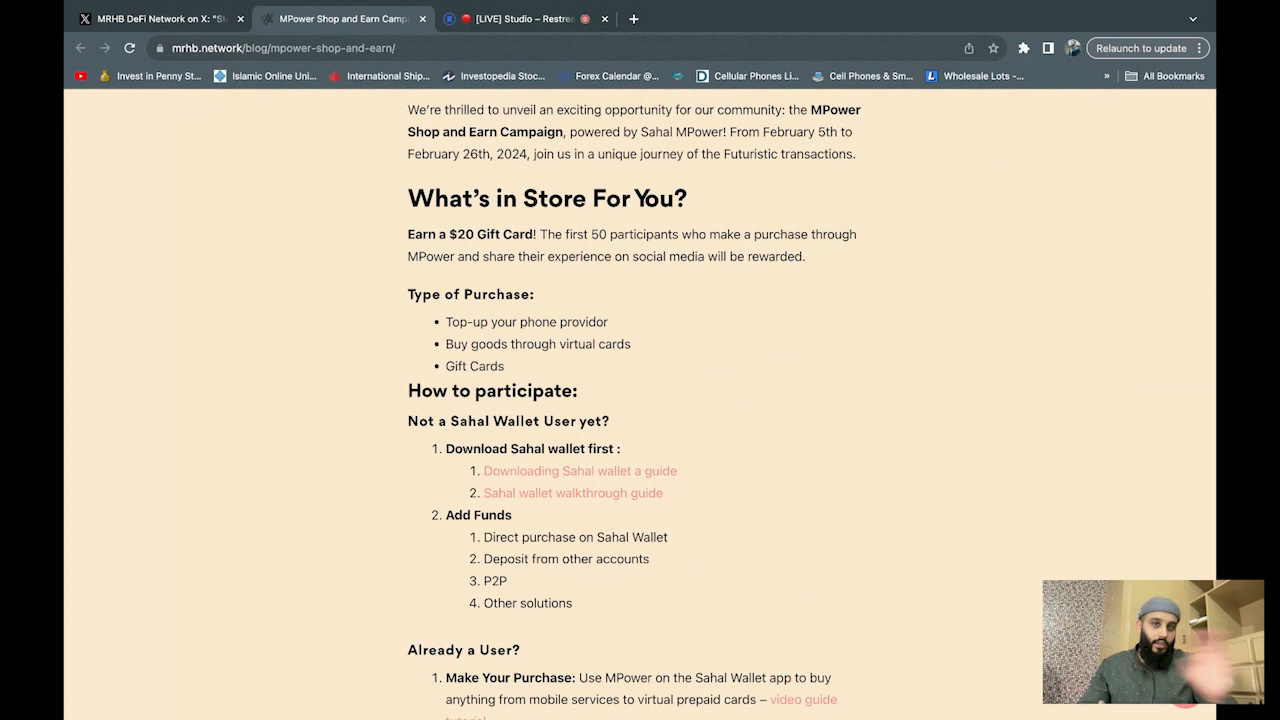 MRHB DeFi Network on X: "St
MPower Shop and Earn Camp
[LIVE] Studio – Restre
mrhb.network/blog/mpower-shop-and-earn/
Relaunch to update
Invest in Penny St...
Islamic Online Uni...
International Ship...
Investopedia Stoc...
Forex Calendar @...
Cellular Phones Li...
Cell Phones & Sm...
Wholesale Lots -...
»
All Bookmarks
We're thrilled to unveil an exciting opportunity for our community: the MPower
Shop and Earn Campaign, powered by Sahal MPower! From February 5th to
February 26th, 2024, join us in a unique journey of the Futuristic transactions.
What's in Store For You?
Earn a $20 Gift Card! The first 50 participants who make a purchase through
MPower and share their experience on social media will be rewarded.
Type of Purchase:
• Top-up your phone providor
• Buy goods through virtual cards
• Gift Cards
How to participate:
Not a Sahal Wallet User yet?
1. Download Sahal wallet first :
1. Downloading Sahal wallet a guide
2. Sahal wallet walkthrough guide
2. Add Funds
1. Direct purchase on Sahal Wallet
2. Deposit from other accounts
3. P2P
4. Other solutions
Already a User?
1. Make Your Purchase: Use MPower on the Sahal Wallet app to buy
anything from mobile services to virtual prepaid cards – video guide